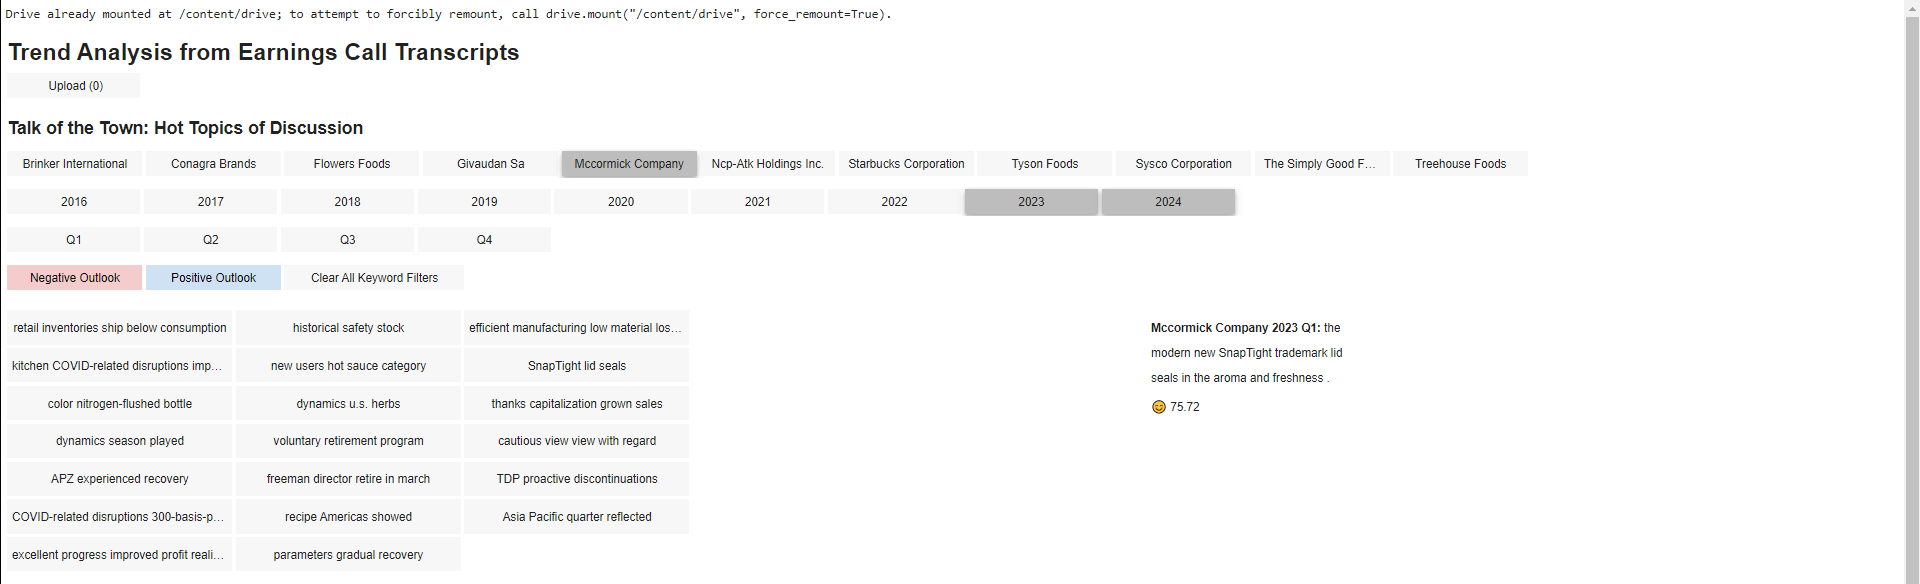 Drive already mounted at /content/drive; to attempt to forcibly remount, call drive.mount("/content/drive", force_remount=True).
Trend Analysis from Earnings Call Transcripts
Upload (0)
Talk of the Town: Hot Topics of Discussion
Brinker International Conagra Brands Flowers Foods Givaudan Sa Mccormick Company Ncp-Atk Holdings Inc. Starbucks Corporation Tyson Foods Sysco Corporation The Simply Good F... Treehouse Foods
2016 2017 2018 2019 2020 2021 2022 2023 2024
Q1 Q2 Q3 Q4
Negative Outlook Positive Outlook Clear All Keyword Filters
retail inventories ship below consumption historical safety stock efficient manufacturing low material los...
kitchen COVID-related disruptions imp... new users hot sauce category SnapTight lid seals
color nitrogen-flushed bottle dynamics u.s. herbs thanks capitalization grown sales
dynamics season played voluntary retirement program cautious view view with regard
APZ experienced recovery freeman director retire in march TDP proactive discontinuations
COVID-related disruptions 300-basis-p... recipe Americas showed Asia Pacific quarter reflected
excellent progress improved profit reali... parameters gradual recovery
Mccormick Company 2023 Q1: the
modern new SnapTight trademark lid
seals in the aroma and freshness .
😊 75.72